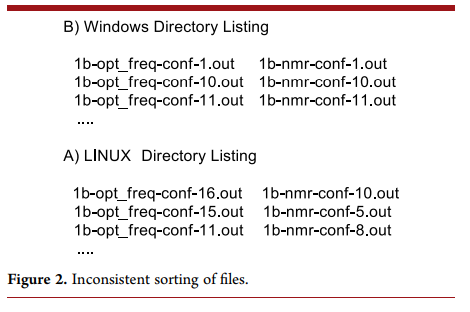 B) Windows Directory Listing
1b-opt_freq-conf-1.out 1b-nmr-conf-1.out
1b-opt_freq-conf-10.out 1b-nmr-conf-10.out
1b-opt_freq-conf-11.out 1b-nmr-conf-11.out
....
A) LINUX Directory Listing
1b-opt_freq-conf-16.out 1b-nmr-conf-10.out
1b-opt_freq-conf-15.out 1b-nmr-conf-5.out
1b-opt_freq-conf-11.out 1b-nmr-conf-8.out
....
Figure 2. Inconsistent sorting of files.